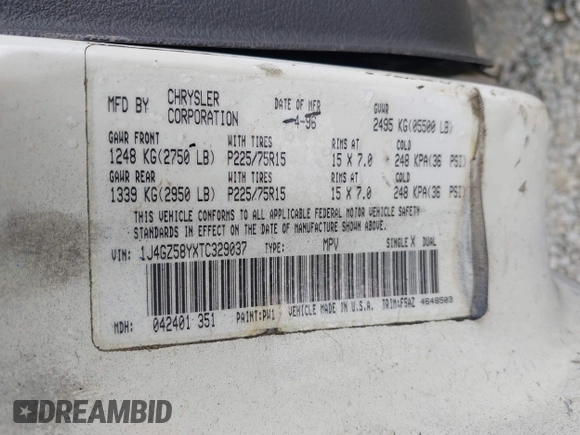 MFD BY CHRYSLER CORPORATION DATE OF MFR 4-96 GVWR 2495 KG(05500 LB)
GAWR FRONT WITH TIRES RIMS AT COLD
1248 KG(2750 LB) P225/75R15 15 X 7.0 248 KPA(36 PSI)
GAWR REAR WITH TIRES RIMS AT COLD
1339 KG(2950 LB) P225/75R15 15 X 7.0 248 KPA(36 PSI)
THIS VEHICLE CONFORMS TO ALL APPLICABLE FEDERAL MOTOR VEHICLE SAFETY
STANDARDS IN EFFECT ON THE DATE OF MANUFACTURE SHOWN ABOVE.
VIN: 1J4GZ58YXTC329037 TYPE: MPV SINGLE X DUAL
MDH: 042401 351 PAINT:PW1 VEHICLE MADE IN U.S.A. TRIM:F5AZ 4648503
DREAMBID